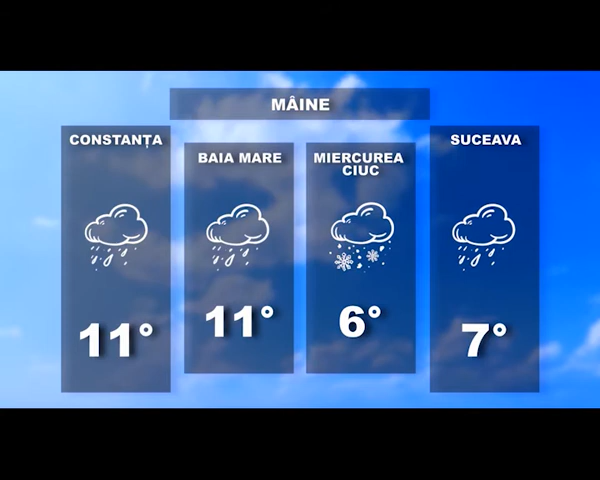 MÂINE
CONSTANȚA
11°
BAIA MARE
11°
MIERCUREA
CIUC
6°
SUCEAVA
7°